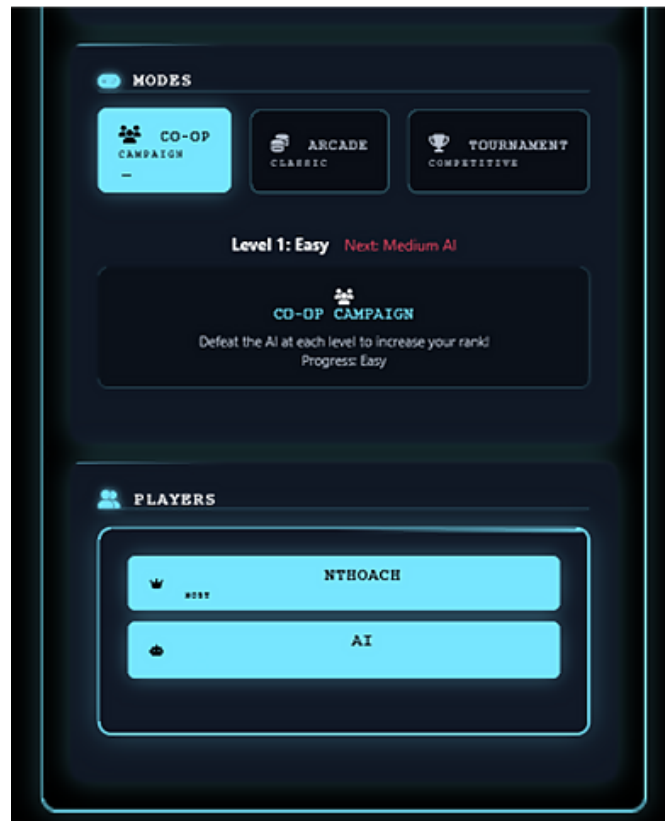 MODES
CO-OP
CAMPAIGN
—
ARCADE
CLASSIC
TOURNAMENT
COMPETITIVE
Level 1: Easy Next: Medium AI
CO-OP CAMPAIGN
Defeat the AI at each level to increase your rank!
Progress: Easy
PLAYERS
NTHOACH
HOST
AI